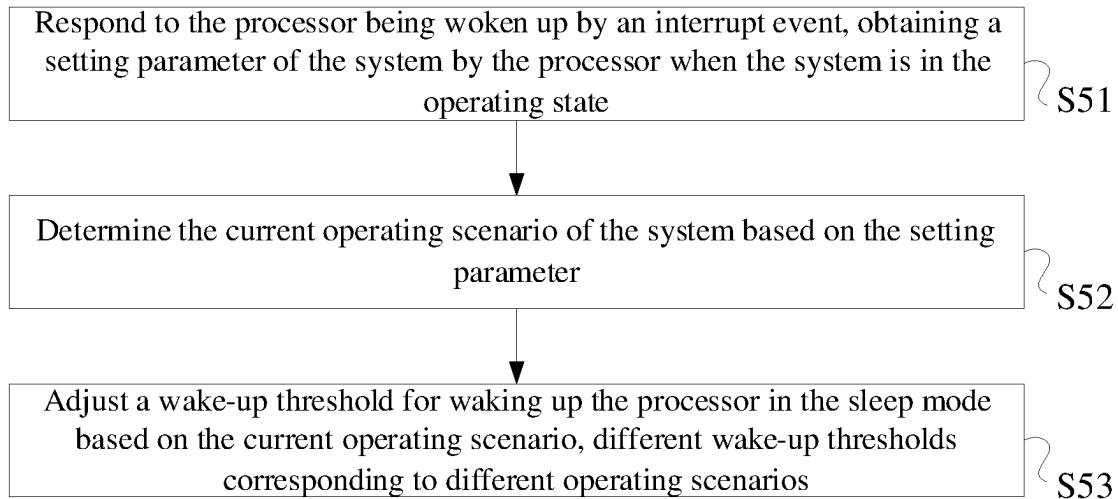 Respond to the processor being woken up by an interrupt event, obtaining a
setting parameter of the system by the processor when the system is in the
operating state
S51
Determine the current operating scenario of the system based on the setting
parameter
S52
Adjust a wake-up threshold for waking up the processor in the sleep mode
based on the current operating scenario, different wake-up thresholds
corresponding to different operating scenarios
S53